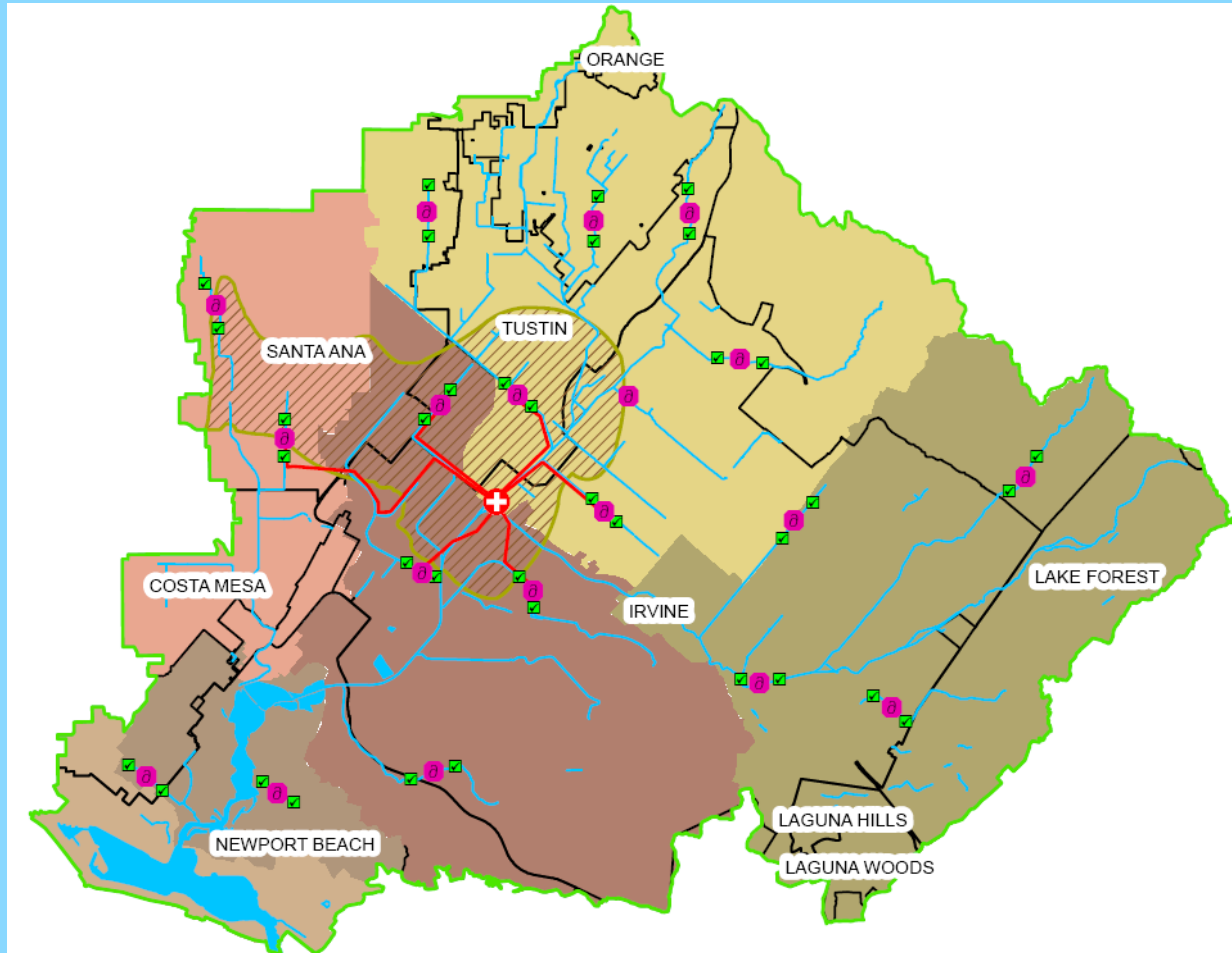 ORANGE
TUSTIN
SANTA ANA
COSTA MESA
LAKE FOREST
IRVINE
LAGUNA HILLS
NEWPORT BEACH
LAGUNA WOODS